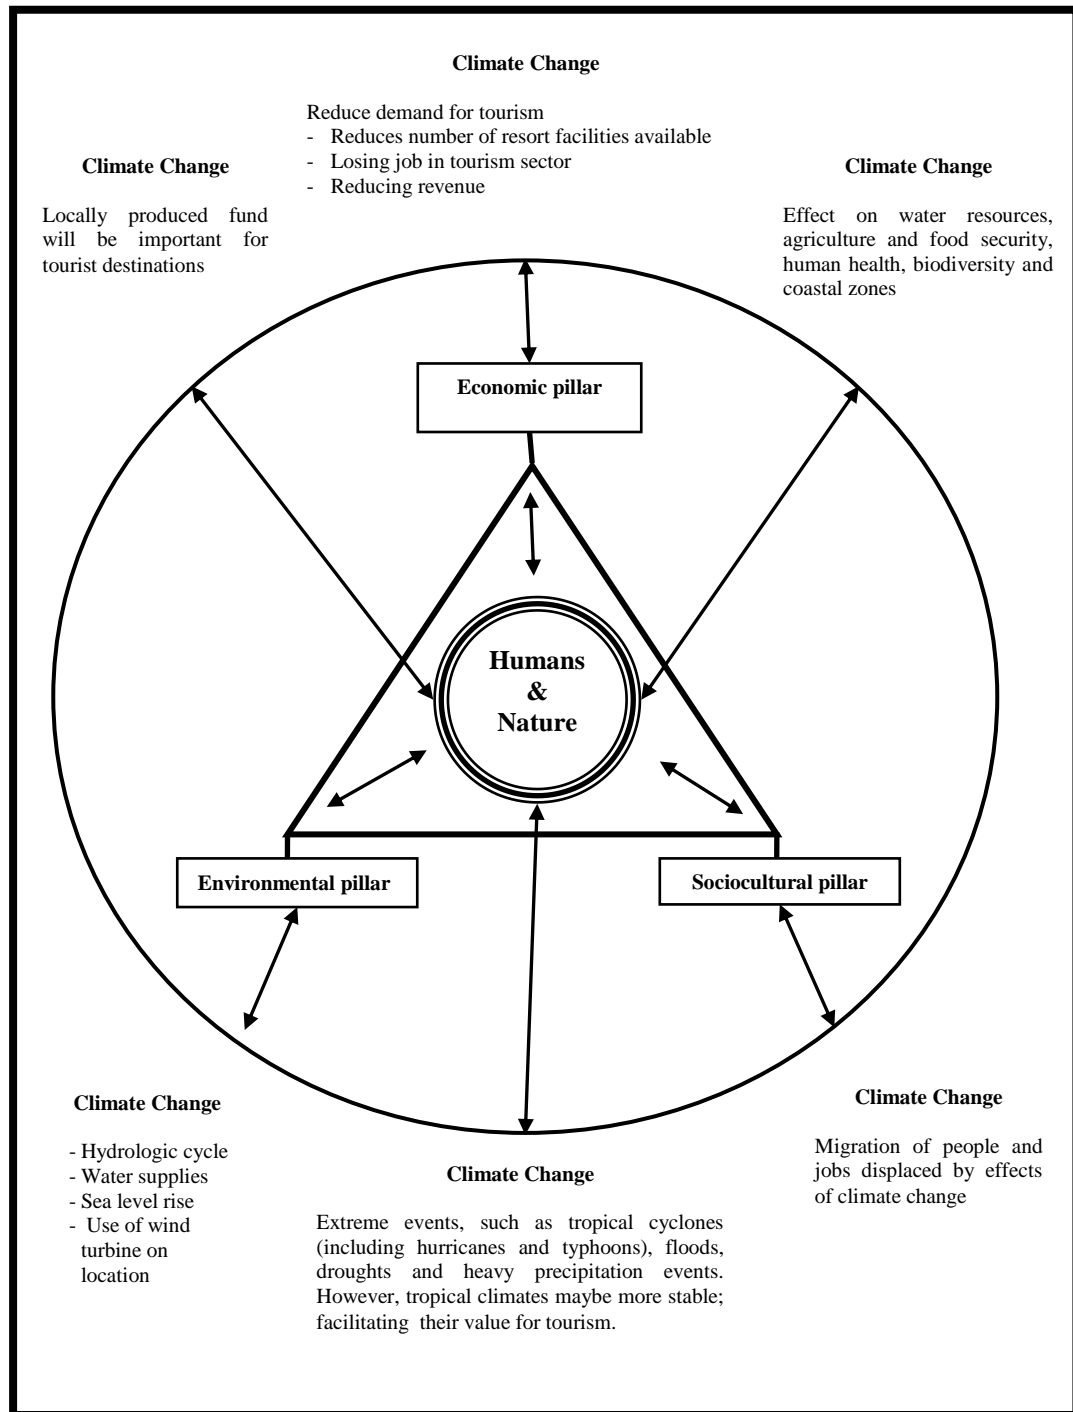 Climate Change
Reduce demand for tourism
- Reduces number of resort facilities available
- Losing job in tourism sector
- Reducing revenue
Climate Change
Locally produced fund
will be important for
tourist destinations
Climate Change
Effect on water resources,
agriculture and food security,
human health, biodiversity and
coastal zones
Economic pillar
Humans
&
Nature
Environmental pillar
Sociocultural pillar
Climate Change
- Hydrologic cycle
- Water supplies
- Sea level rise
- Use of wind
turbine on
location
Climate Change
Extreme events, such as tropical cyclones
(including hurricanes and typhoons), floods,
droughts and heavy precipitation events.
However, tropical climates maybe more stable;
facilitating their value for tourism.
Climate Change
Migration of people and
jobs displaced by effects
of climate change